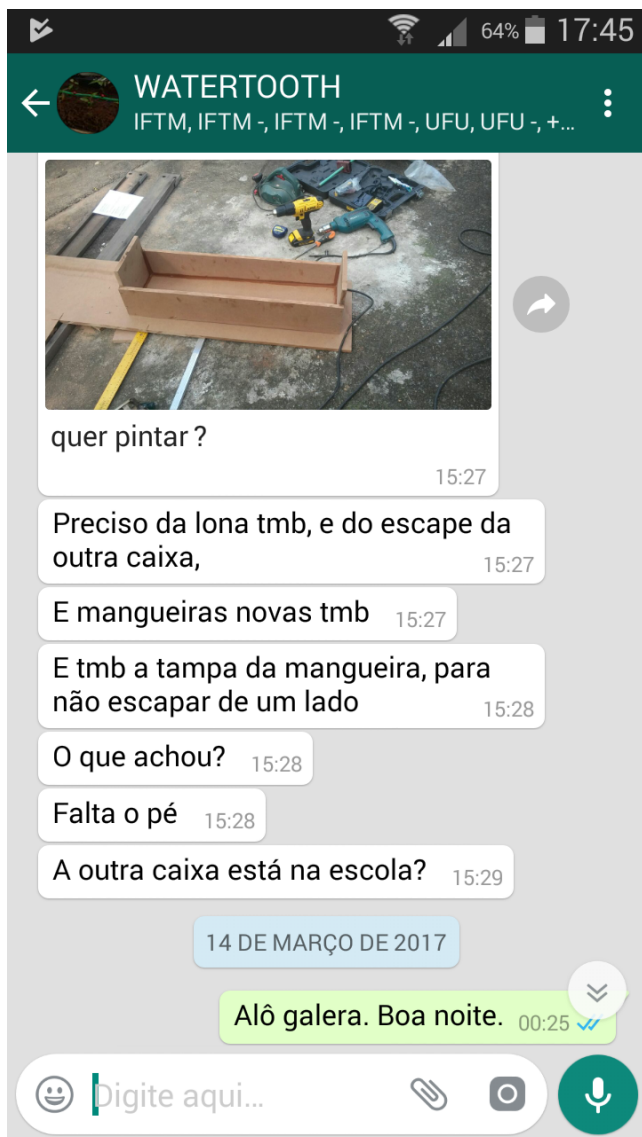 64% 17:45
WATERTOOTH
IFTM, IFTM -, IFTM -, IFTM -, UFU, UFU -, +...
quer pintar ?
15:27
Preciso da lona tmb, e do escape da
outra caixa, 15:27
E mangueiras novas tmb 15:27
E tmb a tampa da mangueira, para
não escapar de um lado 15:28
O que achou? 15:28
Falta o pé 15:28
A outra caixa está na escola? 15:29
14 DE MARÇO DE 2017
Alô galera. Boa noite. 00:25
Digite aqui...